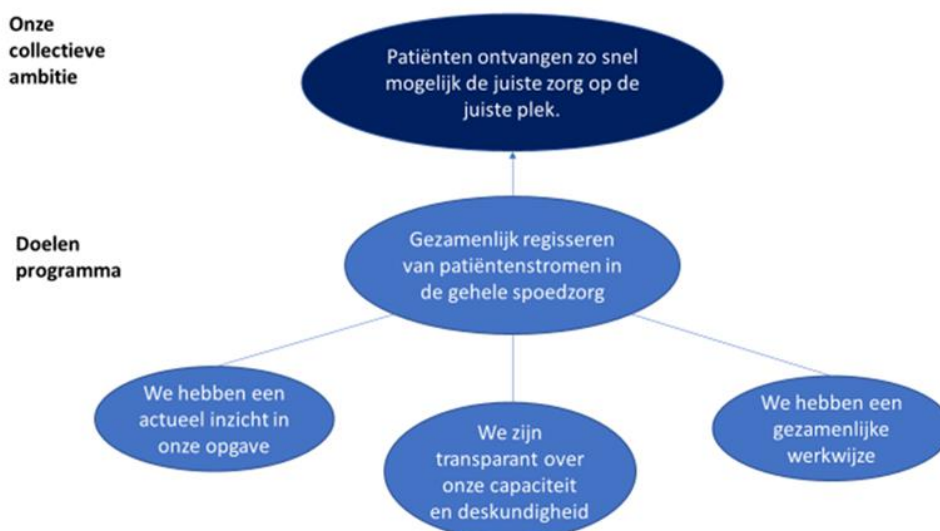 Onze
collectieve
ambitie
Patiënten ontvangen zo snel
mogelijk de juiste zorg op de
juiste plek.
Doelen
programma
Gezamenlijk regisseren
van patiëntenstromen in
de gehele spoedzorg
We hebben een
actueel inzicht in
onze opgave
We zijn
transparant over
onze capaciteit
en deskundigheid
We hebben een
gezamenlijke
werkwijze